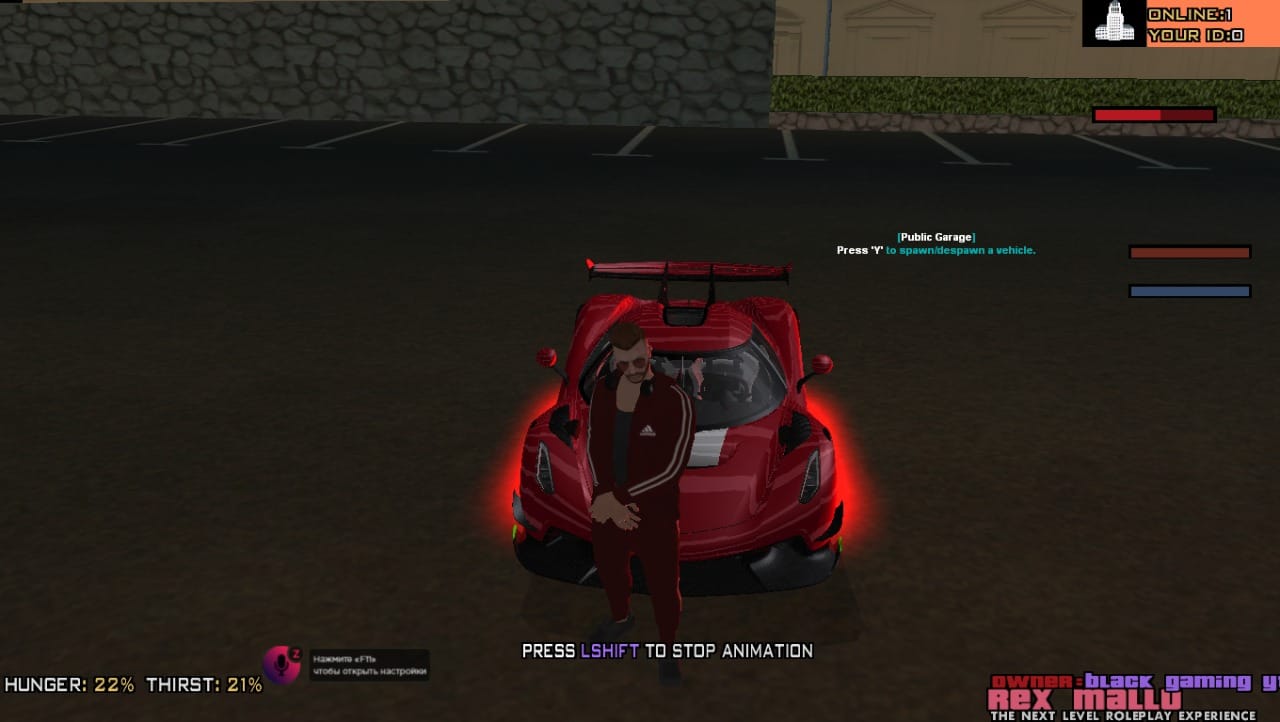 ONLINE:1
YOUR ID:0
[Public Garage]
Press 'Y' to spawn/despawn a vehicle.
PRESS LSHIFT TO STOP ANIMATION
Z
Нажмите «F11»
чтобы открыть настройки
HUNGER: 22% THIRST: 21%
OWNER:black gaming y
REX MALLU
THE NEXT LEVEL ROLEPLAY EXPERIENCE